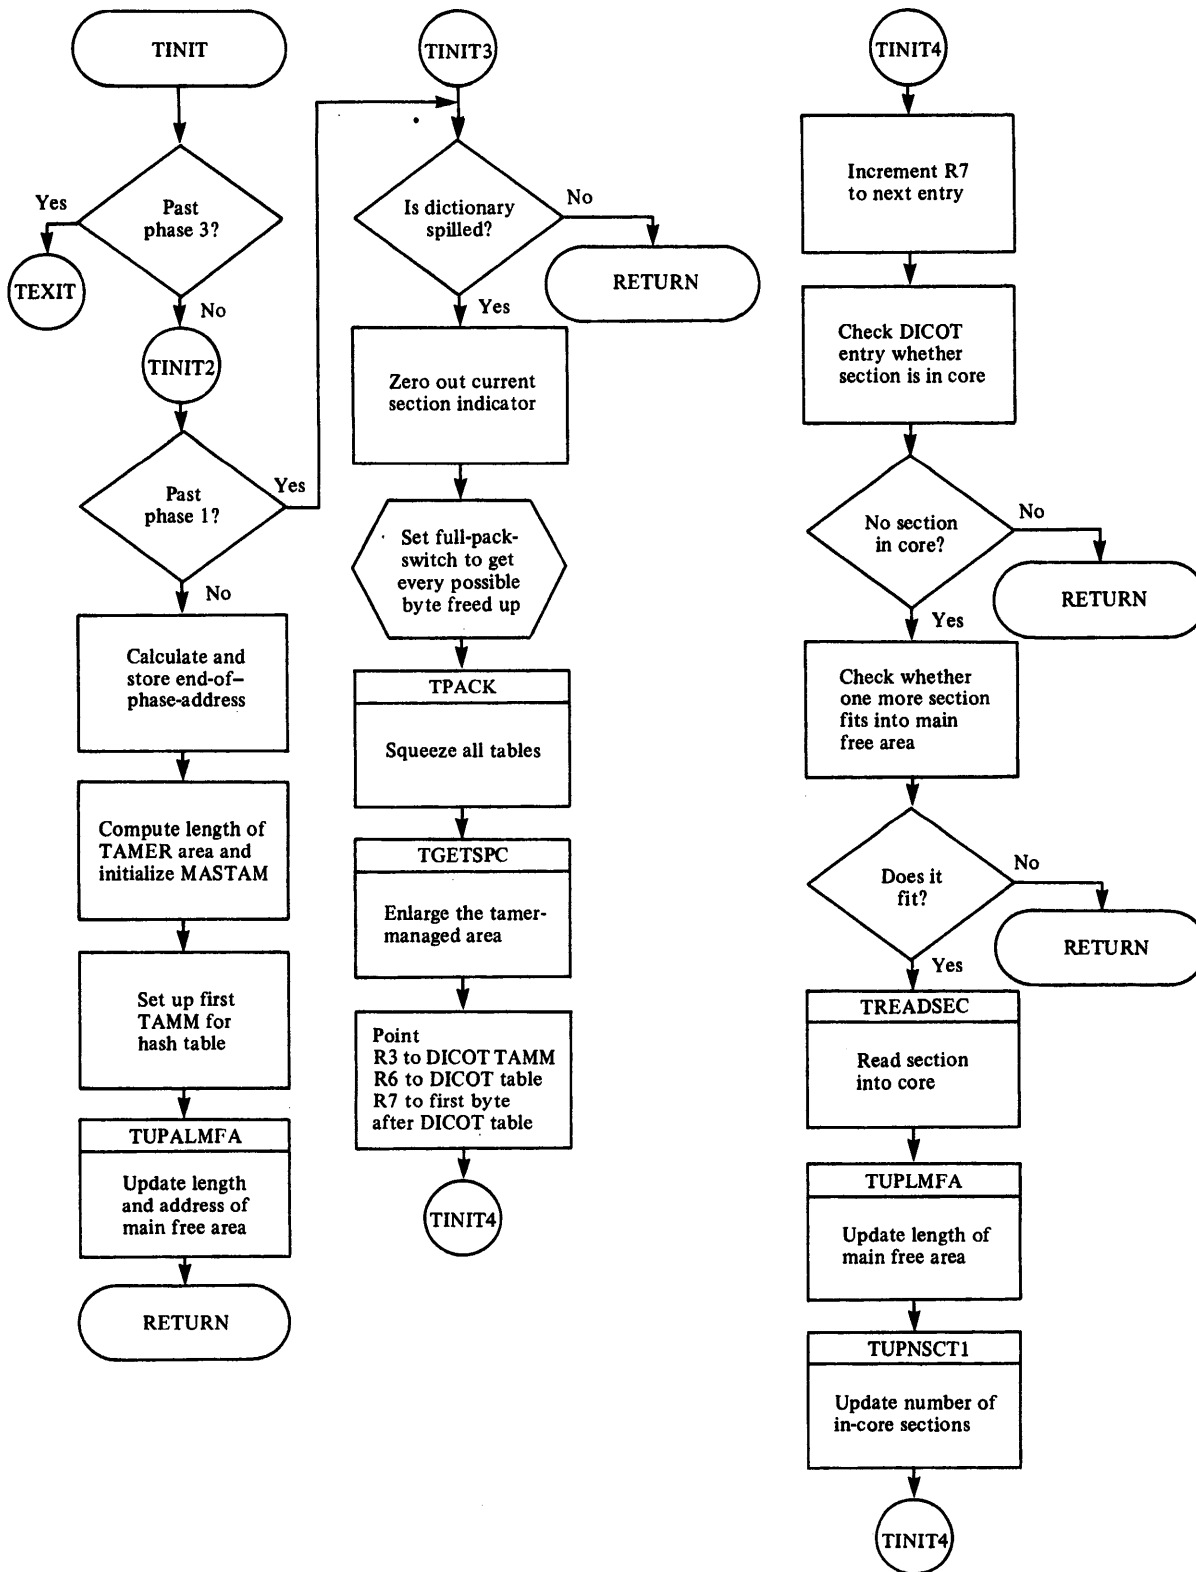 TINIT
Past
phase 3?
Yes
TEXIT
No
TINIT2
Past
phase 1?
Yes
No
Calculate and
store end-of-
phase-address
Compute length of
TAMER area and
initialize MASTAM
Set up first
TAMM for
hash table
TUPALMFA
Update length
and address of
main free area
RETURN
TINIT3
Is dictionary
spilled?
No
RETURN
Yes
Zero out current
section indicator
Set full-pack-
switch to get
every possible
byte freed up
TPACK
Squeeze all tables
TGETSPC
Enlarge the tamer-
managed area
Point
R3 to DICOT TAMM
R6 to DICOT table
R7 to first byte
after DICOT table
TINIT4
TINIT4
Increment R7
to next entry
Check DICOT
entry whether
section is in core
No section
in core?
No
RETURN
Yes
Check whether
one more section
fits into main
free area
Does it
fit?
No
RETURN
Yes
TREADSEC
Read section
into core
TUPLMFA
Update length of
main free area
TUPNSCT1
Update number of
in-core sections
TINIT4